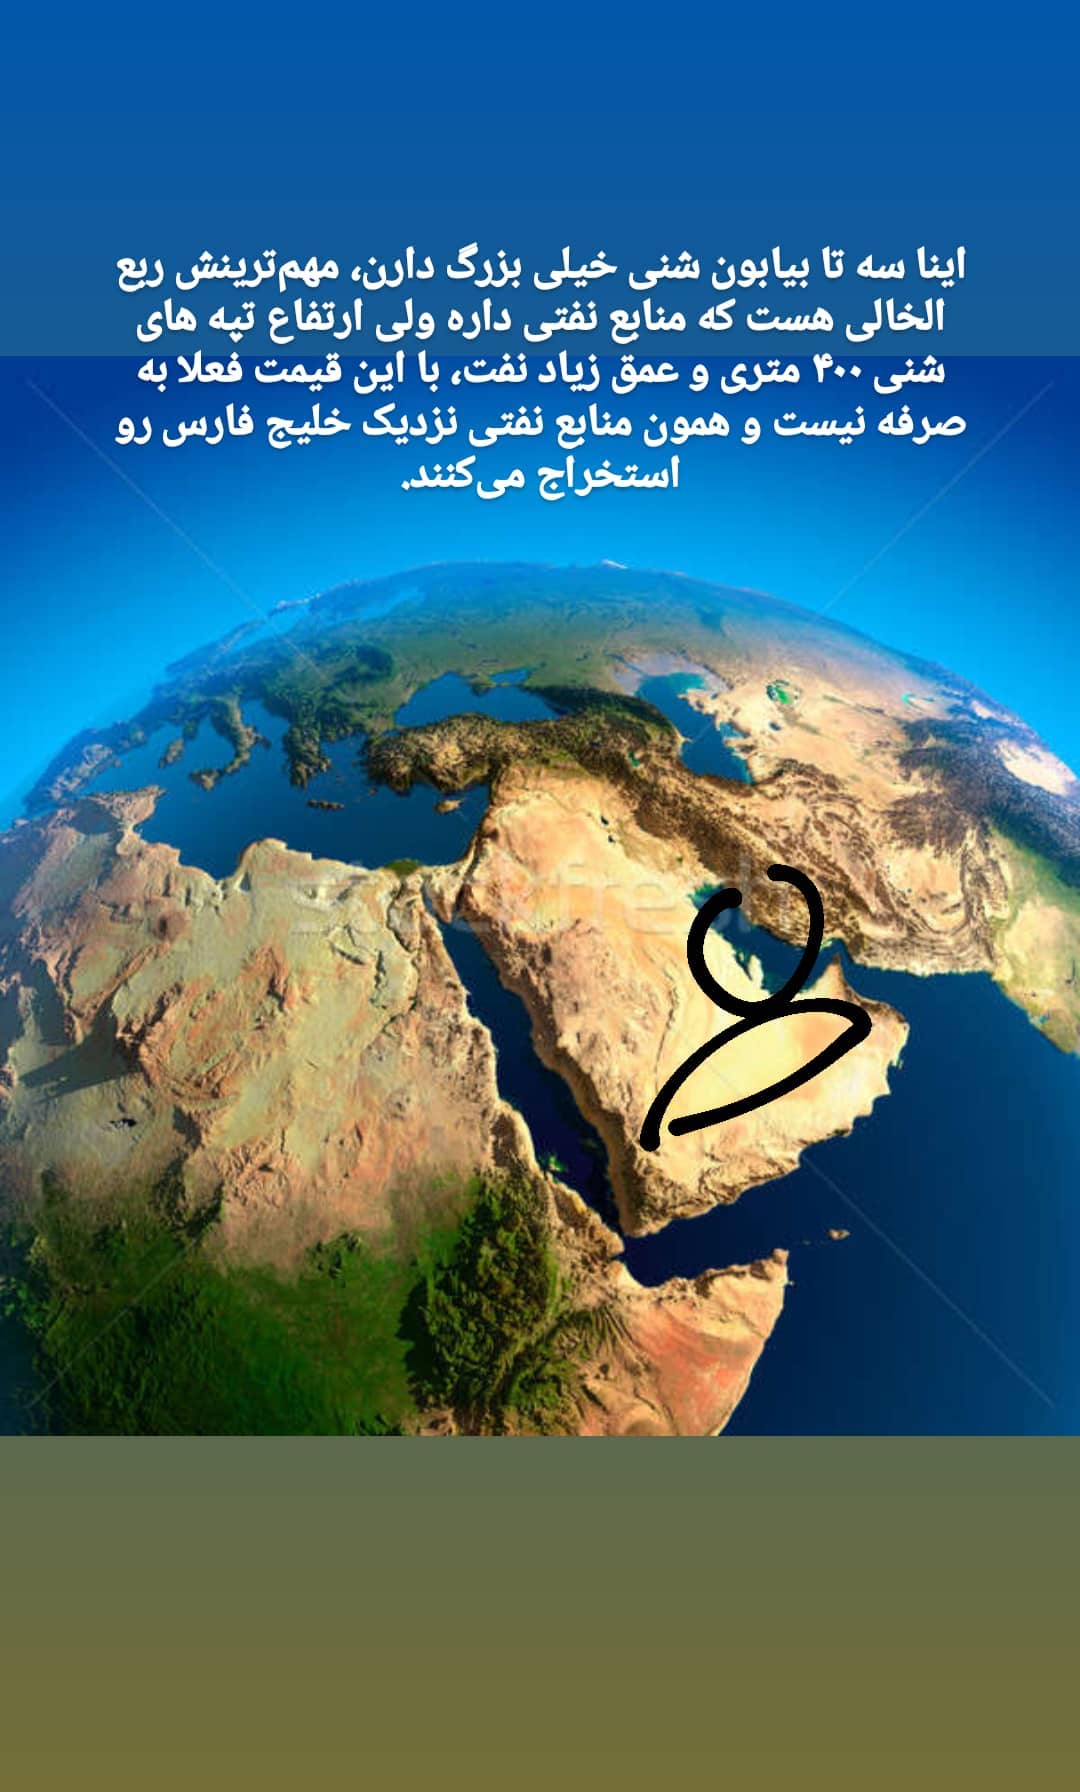 اینا سه تا بیابون شنی خیلی بزرگ دارن، مهم‌ترینش ربع
الخالی هست که منابع نفتی داره ولی ارتفاع تپه های
شنی ۴۰۰ متری و عمق زیاد نفت، با این قیمت فعلا به
صرفه نیست و همون منابع نفتی نزدیک خلیج فارس رو
استخراج می‌کنند.